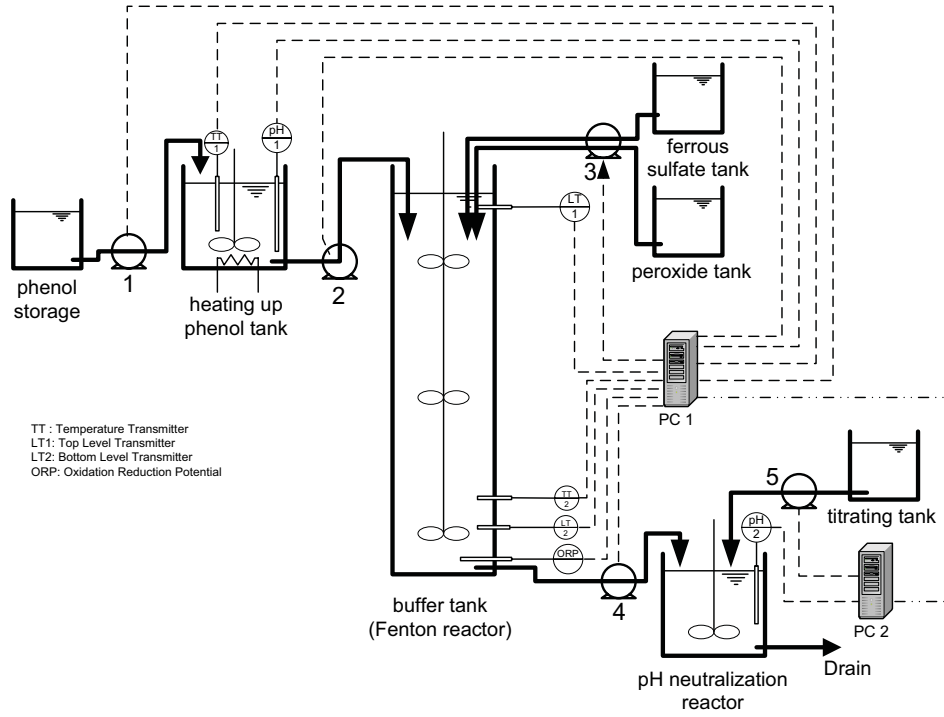 TT
1
pH
1
ferrous
sulfate tank
3
LT
1
peroxide tank
1
2
phenol
storage
heating up
phenol tank
PC 1
TT : Temperature Transmitter
LT1: Top Level Transmitter
LT2: Bottom Level Transmitter
ORP: Oxidation Reduction Potential
5
TT
2
titrating tank
LT
2
pH
2
ORP
4
buffer tank
(Fenton reactor)
PC 2
Drain
pH neutralization
reactor